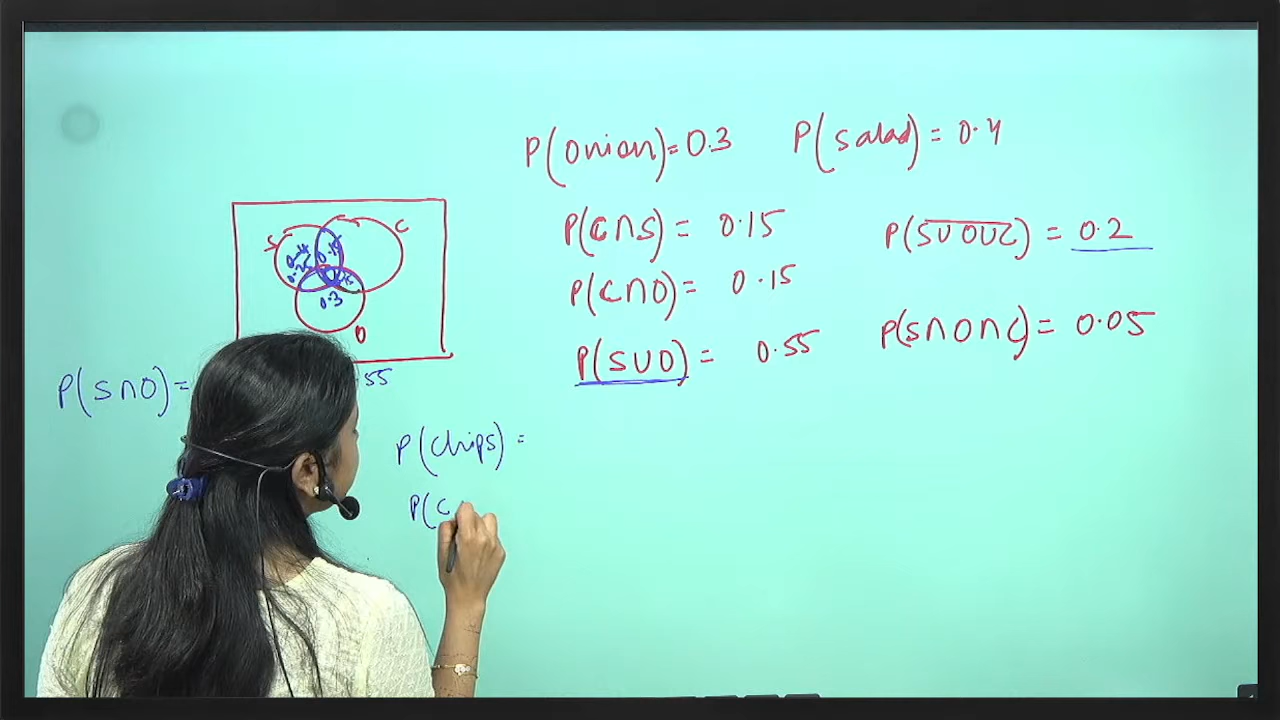 P(Onion)=0.3 P(salad) = 0.4
P(C∩S) = 0.15 P(S̅U̅O̅U̅C̅) = 0.2
P(C∩O) = 0.15
P(S∩O∩C) = 0.05
P(SUO) = 0.55
S C
0.3
O
P(S∩O)= 55
P(chips) =
P(C